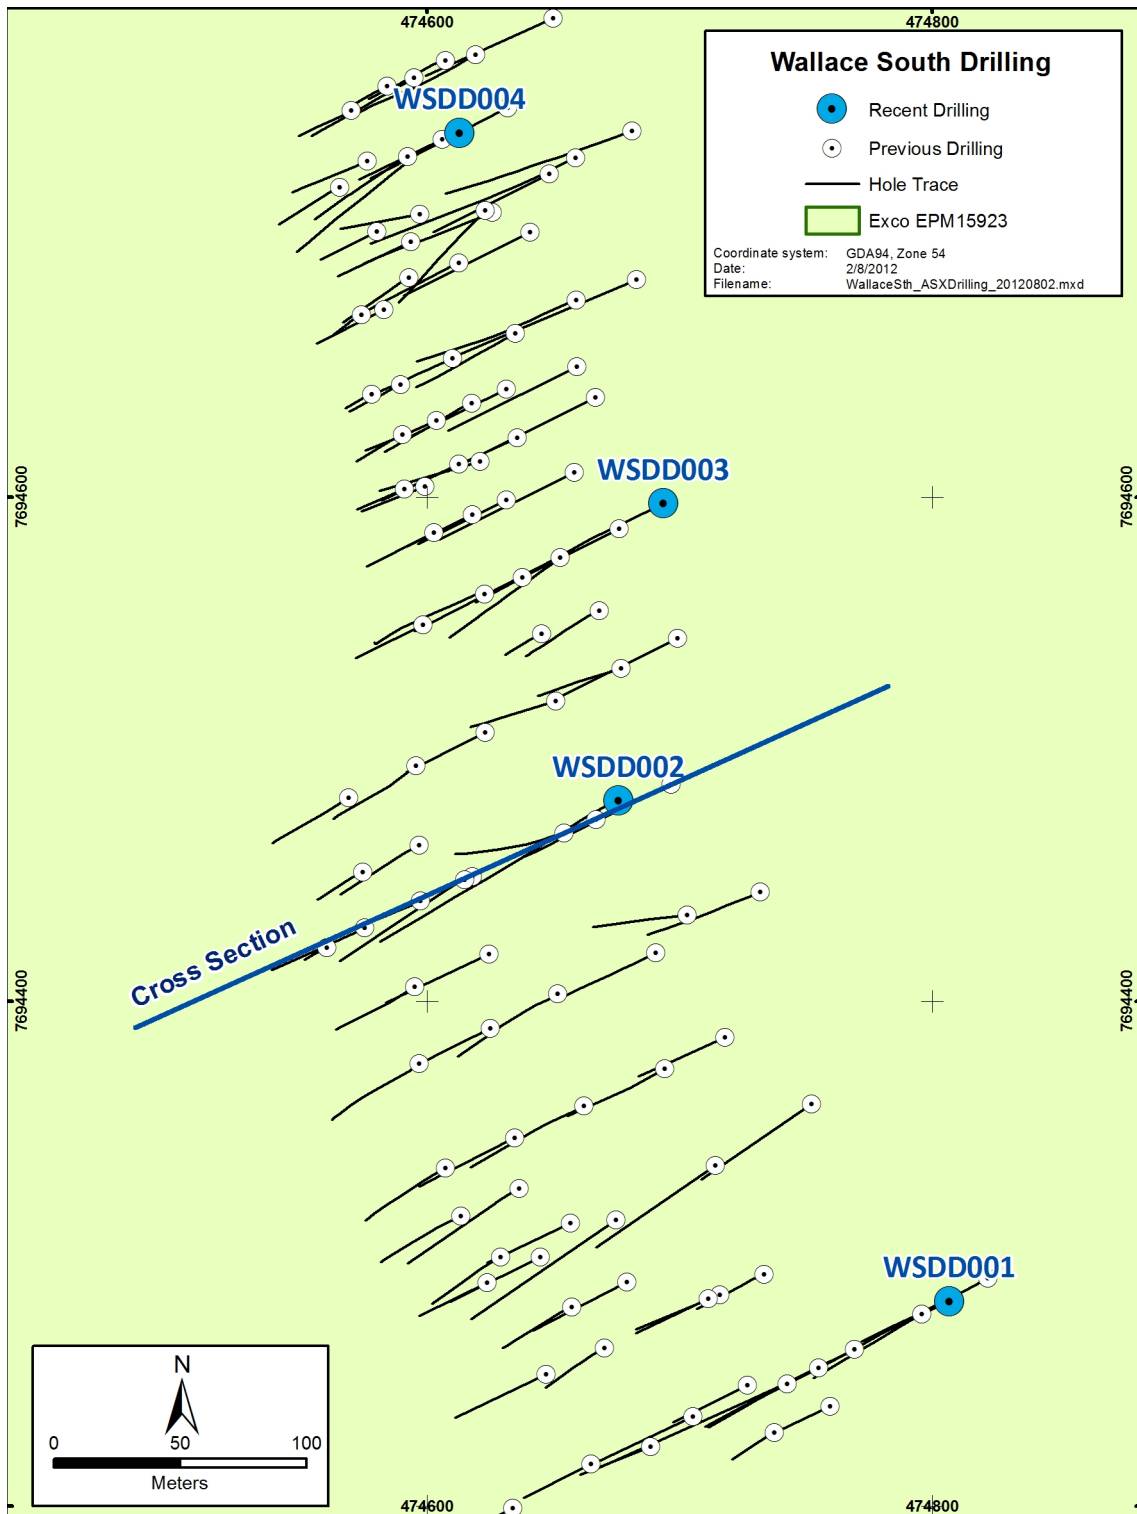 474600
474800
Wallace South Drilling
Recent Drilling
Previous Drilling
Hole Trace
Exco EPM15923
Coordinate system: GDA94, Zone 54
Date: 2/8/2012
Filename: WallaceSth_ASXDrilling_20120802.mxd
WSDD004
WSDD003
7694600
7694600
WSDD002
Cross Section
7694400
7694400
WSDD001
N
0 50 100
Meters
474600
474800